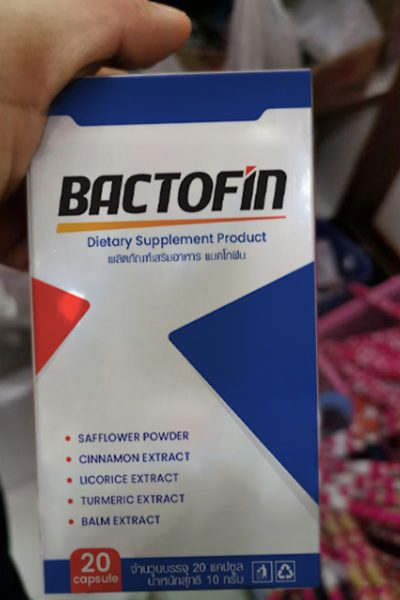 BACTOFIN
Dietary Supplement Product
ผลิตภัณฑ์เสริมอาหาร แบคโทฟิน
SAFFLOWER POWDER
CINNAMON EXTRACT
LICORICE EXTRACT
TURMERIC EXTRACT
BALM EXTRACT
20
capsule
จำนวนบรรจุ 20 แคปซูล
น้ำหนักสุทธิ 10 กรัม